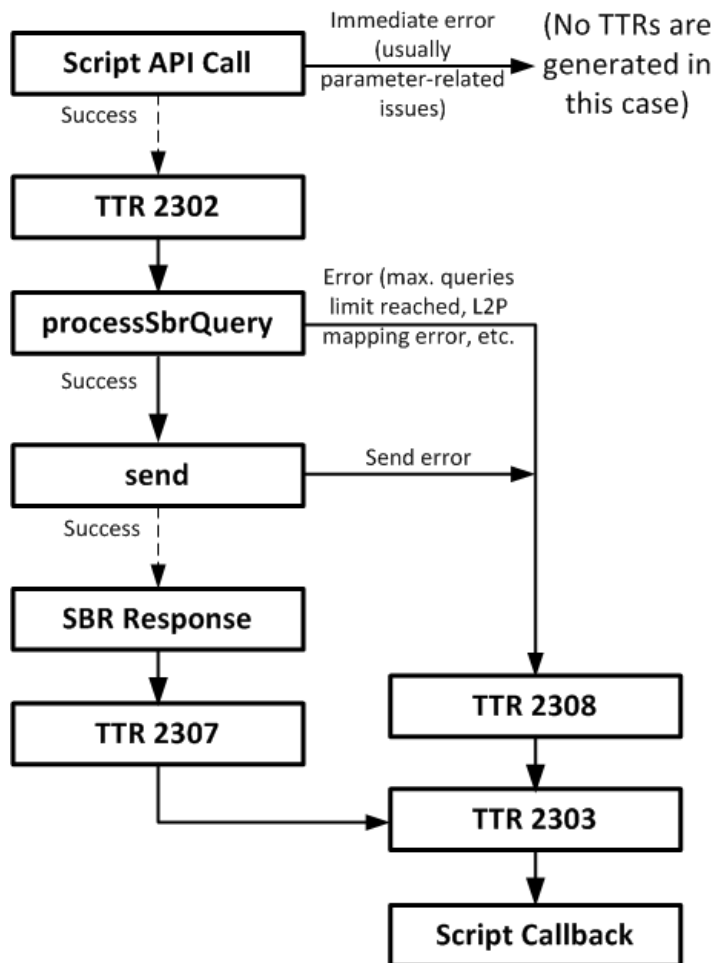 Script API Call
Immediate error
(usually
parameter-related
issues)
(No TTRs are
generated in
this case)
Success
TTR 2302
processSbrQuery
Error (max. queries
limit reached, L2P
mapping error, etc.
Success
send
Send error
Success
SBR Response
TTR 2307
TTR 2308
TTR 2303
Script Callback